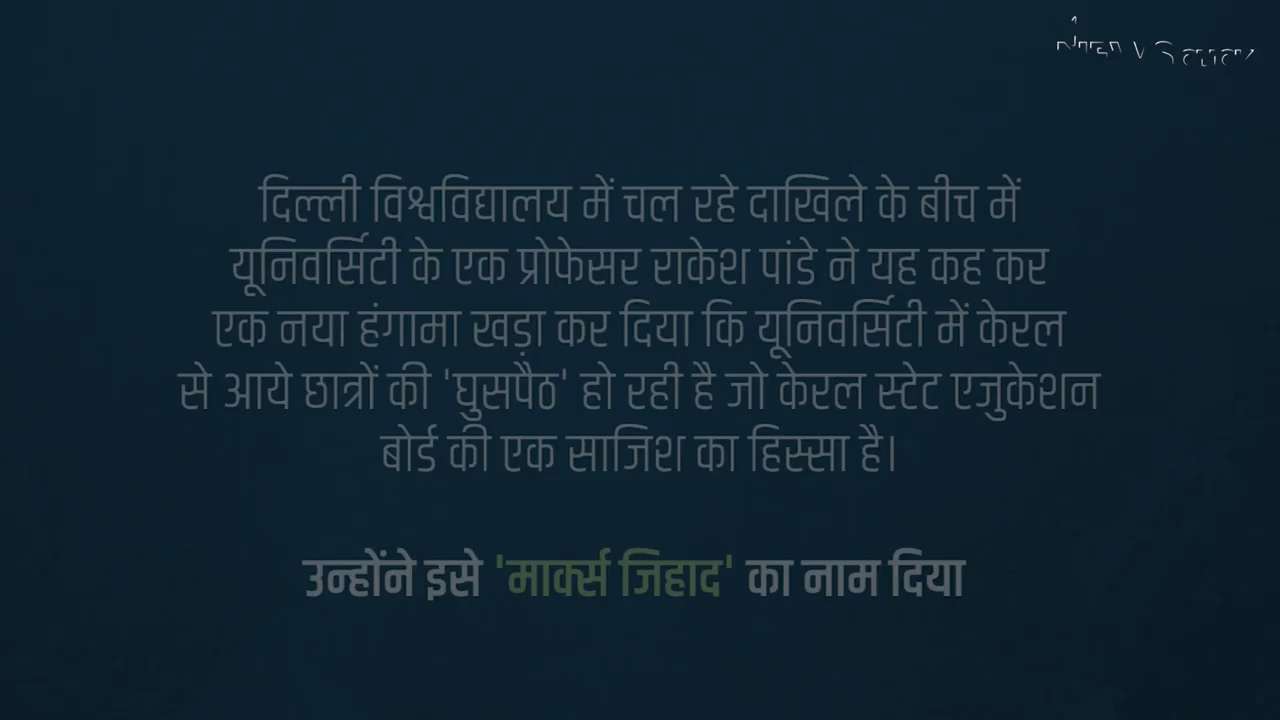 दिल्ली विश्वविद्यालय में चल रहे दाखिले के बीच में
यूनिवर्सिटी के एक प्रोफेसर राकेश पांडे ने यह कह कर
एक नया हंगामा खड़ा कर दिया कि यूनिवर्सिटी में केरल
से आये छात्रों की 'घुसपैठ' हो रही है जो केरल स्टेट एजुकेशन
बोर्ड की एक साजिश का हिस्सा है।
उन्होंने इसे 'मार्क्स जिहाद' का नाम दिया